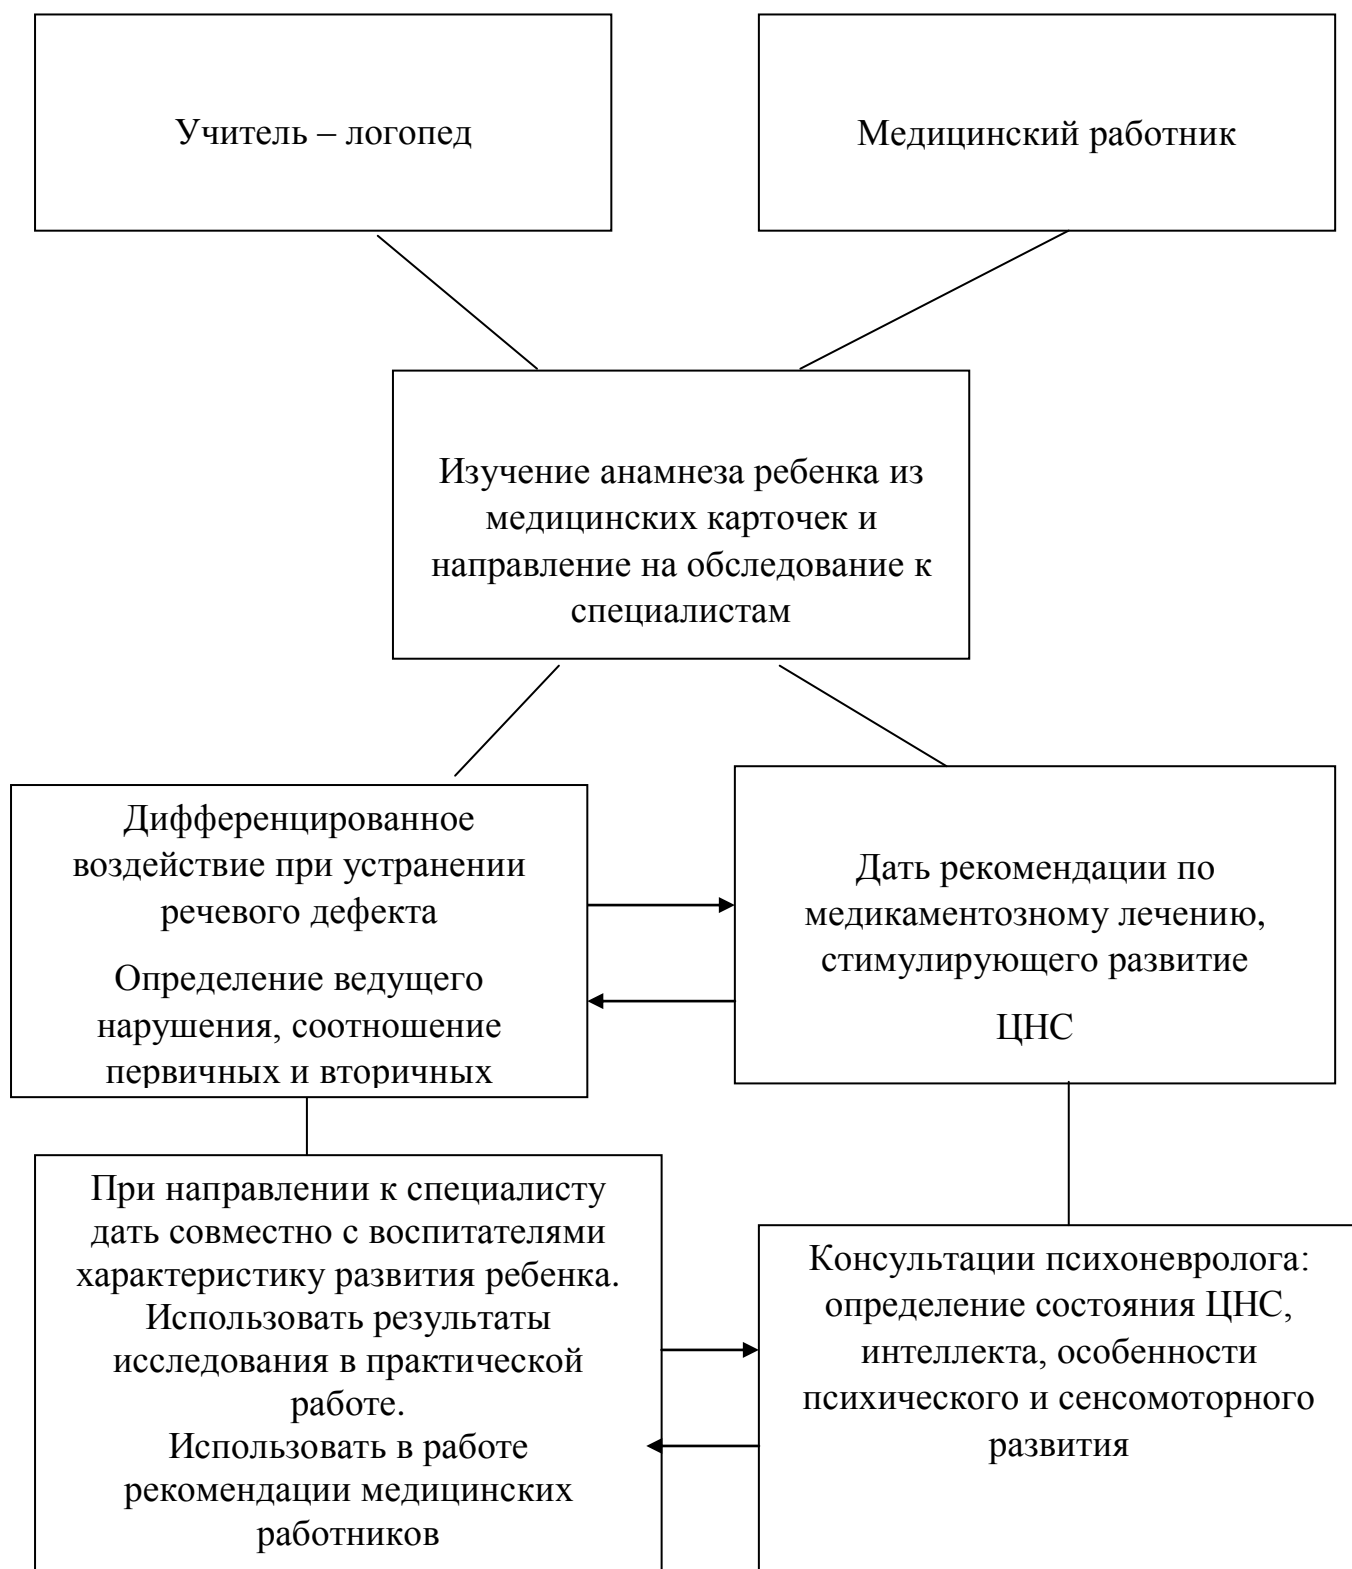 Учитель – логопед
Медицинский работник
Изучение анамнеза ребенка из
медицинских карточек и
направление на обследование к
специалистам
Дифференцированное
воздействие при устранении
речевого дефекта
Определение ведущего
нарушения, соотношение
первичных и вторичных
Дать рекомендации по
медикаментозному лечению,
стимулирующего развитие
ЦНС
При направлении к специалисту
дать совместно с воспитателями
характеристику развития ребенка.
Использовать результаты
исследования в практической
работе.
Использовать в работе
рекомендации медицинских
работников
Консультации психоневролога:
определение состояния ЦНС,
интеллекта, особенности
психического и сенсомоторного
развития